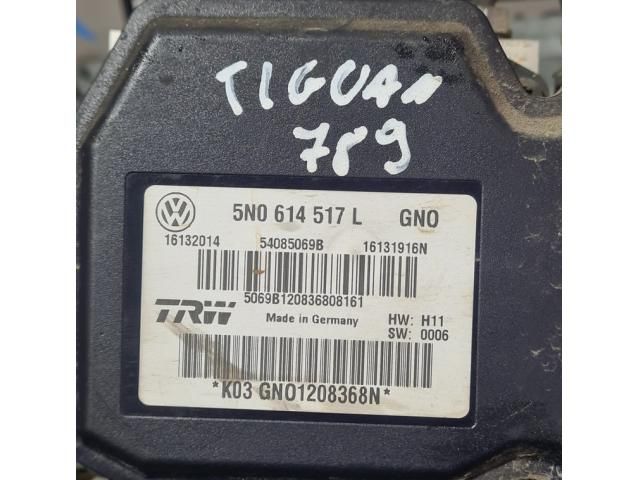 TIGUAN
789
VW 5N0 614 517 L GNO
16132014 54085069B 16131916N
5069B120836808161
TRW Made in Germany HW: H11
SW: 0006
*K03 GNO1208368N*